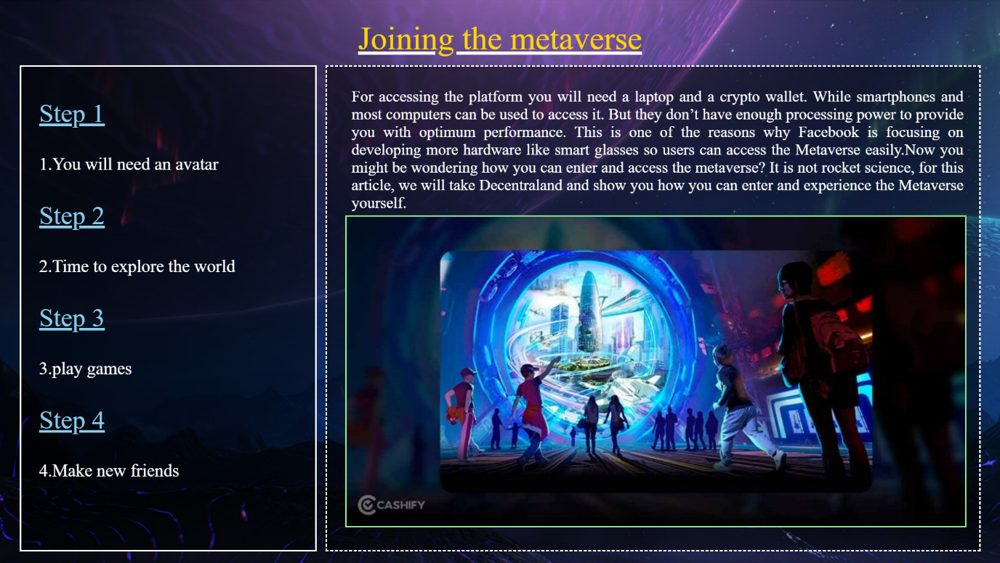 Joining the metaverse
Step 1
1.You will need an avatar
Step 2
2.Time to explore the world
Step 3
3.play games
Step 4
4.Make new friends
For accessing the platform you will need a laptop and a crypto wallet. While smartphones and
most computers can be used to access it. But they don’t have enough processing power to provide
you with optimum performance. This is one of the reasons why Facebook is focusing on
developing more hardware like smart glasses so users can access the Metaverse easily.Now you
might be wondering how you can enter and access the metaverse? It is not rocket science, for this
article, we will take Decentraland and show you how you can enter and experience the Metaverse
yourself.
CASHIFY